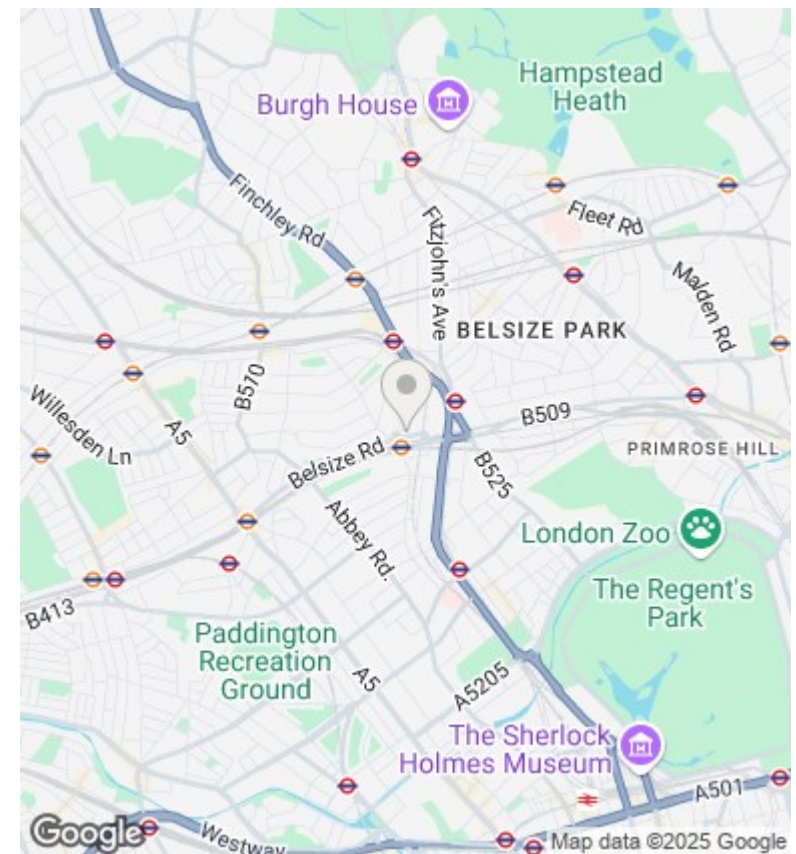 Hampstead
Heath
Burgh House
Finchley Rd
Fitzjohn's Ave
Fleet Rd
Malden Rd
BELSIZE PARK
B510
Willesden Ln
A5
B509
PRIMROSE HILL
Belsize Rd
B525
Abbey Rd.
London Zoo
The Regent's
Park
B413
Paddington
Recreation
Ground
A5
A5205
The Sherlock
Holmes Museum
A501
Westway
Google
Map data ©2025 Google